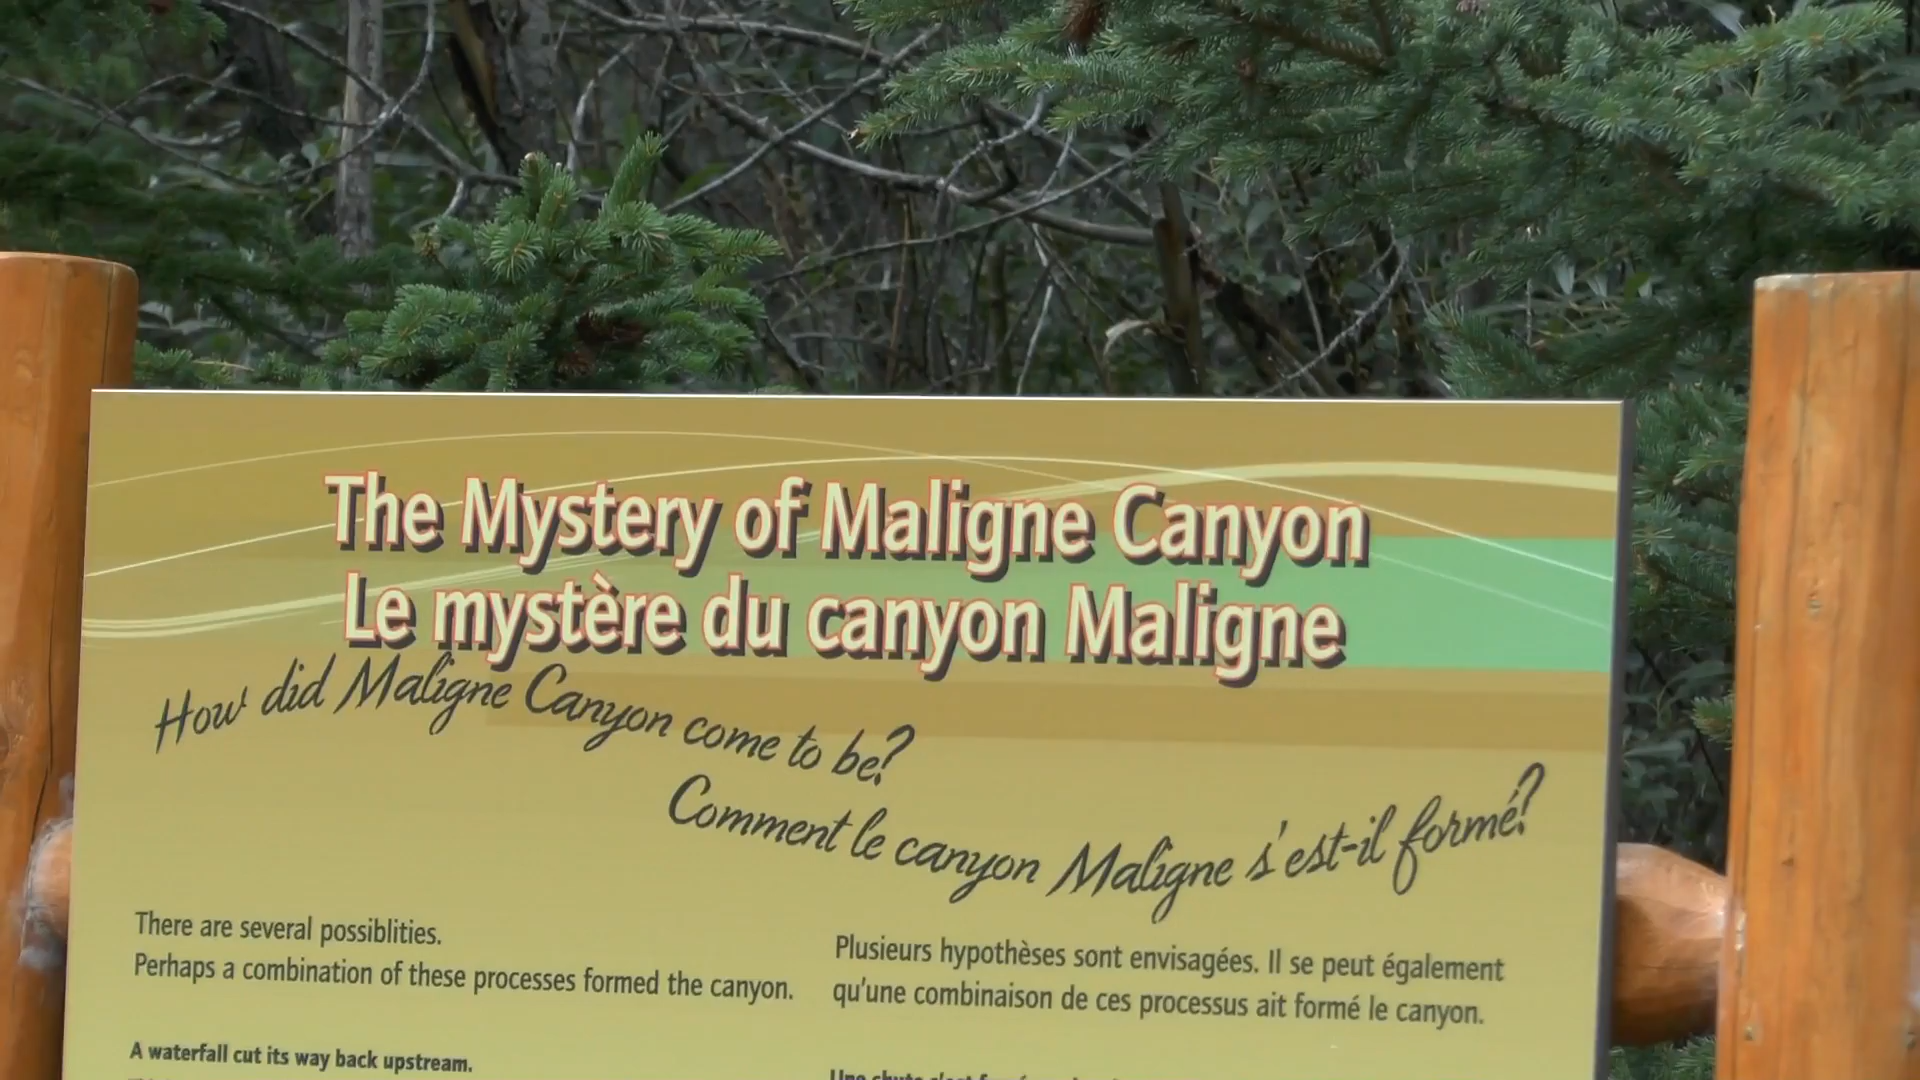 The Mystery of Maligne Canyon
Le mystère du canyon Maligne
How did Maligne Canyon come to be?
Comment le canyon Maligne s'est-il formé?
There are several possiblities.
Perhaps a combination of these processes formed the canyon.
Plusieurs hypothèses sont envisagées. Il se peut également
qu'une combinaison de ces processus ait formé le canyon.
A waterfall cut its way back upstream.
Une chute s'est